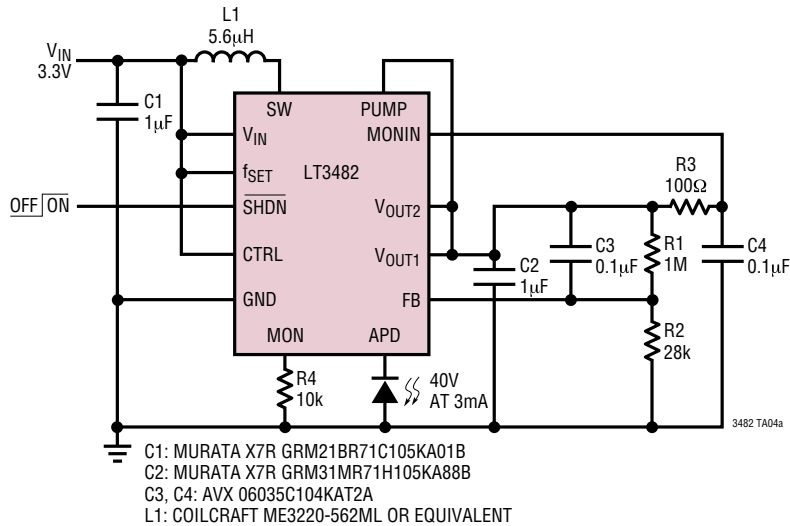 L1
5.6µH
VIN
3.3V
C1
1µF
SW
PUMP
VIN
MONIN
fSET
LT3482
R3
100Ω
OFF ON
SHDN
VOUT2
CTRL
VOUT1
C2
1µF
C3
0.1µF
R1
1M
C4
0.1µF
GND
FB
MON
APD
R2
28k
R4
10k
40V
AT 3mA
3482 TA04a
C1: MURATA X7R GRM21BR71C105KA01B
C2: MURATA X7R GRM31MR71H105KA88B
C3, C4: AVX 06035C104KAT2A
L1: COILCRAFT ME3220-562ML OR EQUIVALENT